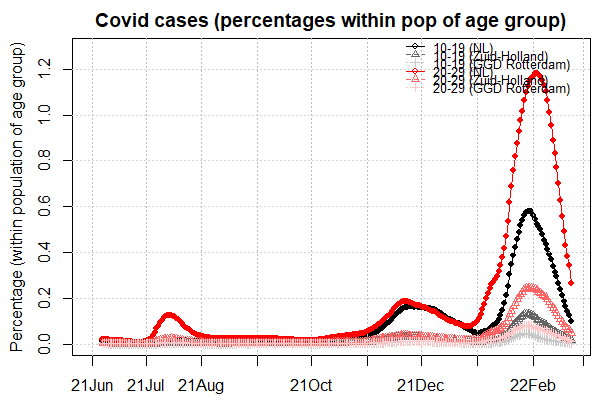 Covid cases (percentages within pop of age group)
Percentage (within population of age group)
1.2
1.0
0.8
0.6
0.4
0.2
0.0
10-19 (NL)
10-19 (Zuid-Holland)
10-19 (GGD Rotterdam)
20-29 (NL)
20-29 (Zuid-Holland)
20-29 (GGD Rotterdam)
21Jun 21Jul 21Aug 21Oct 21Dec 22Feb